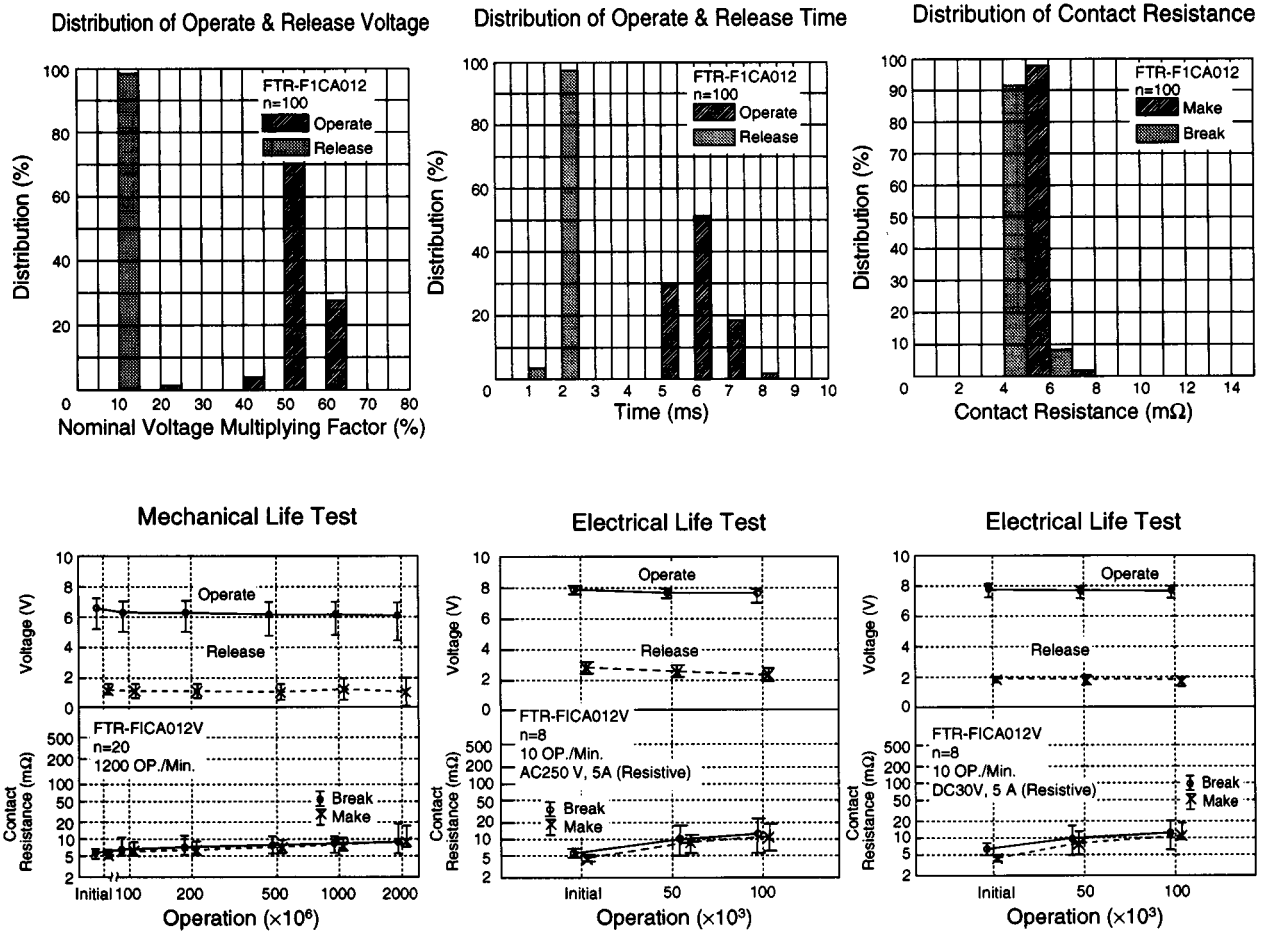 Distribution of Operate & Release Voltage
Distribution (%)
100
80
60
40
20
FTR-F1CA012
n=100
Operate
Release
0 10 20 30 40 50 60 70 80
Nominal Voltage Multiplying Factor (%)
Distribution of Operate & Release Time
Distribution (%)
100
80
60
40
20
FTR-F1CA012
n=100
Operate
Release
0 1 2 3 4 5 6 7 8 9 10
Time (ms)
Distribution of Contact Resistance
Distribution (%)
100
90
80
70
60
50
40
30
20
10
FTR-F1CA012
n=100
Make
Break
0 2 4 6 8 10 12 14
Contact Resistance (mΩ)
Mechanical Life Test
Voltage (V)
10
8
6
4
2
0
Operate
Release
Contact
Resistance (mΩ)
500
200
100
50
20
10
5
2
FTR-FICA012V
n=20
1200 OP./Min.
Break
Make
Initial 100 200 500 1000 2000
Operation (×10⁶)
Electrical Life Test
Voltage (V)
10
8
6
4
2
0
Operate
Release
Contact
Resistance (mΩ)
500
200
100
50
20
10
5
2
FTR-FICA012V
n=8
10 OP./Min.
AC250 V, 5A (Resistive)
Break
Make
Initial 50 100
Operation (×10³)
Electrical Life Test
Voltage (V)
10
8
6
4
2
0
Operate
Release
Contact
Resistance (mΩ)
500
200
100
50
20
10
5
2
FTR-FICA012V
n=8
10 OP./Min.
DC30V, 5 A (Resistive)
Break
Make
Initial 50 100
Operation (×10³)